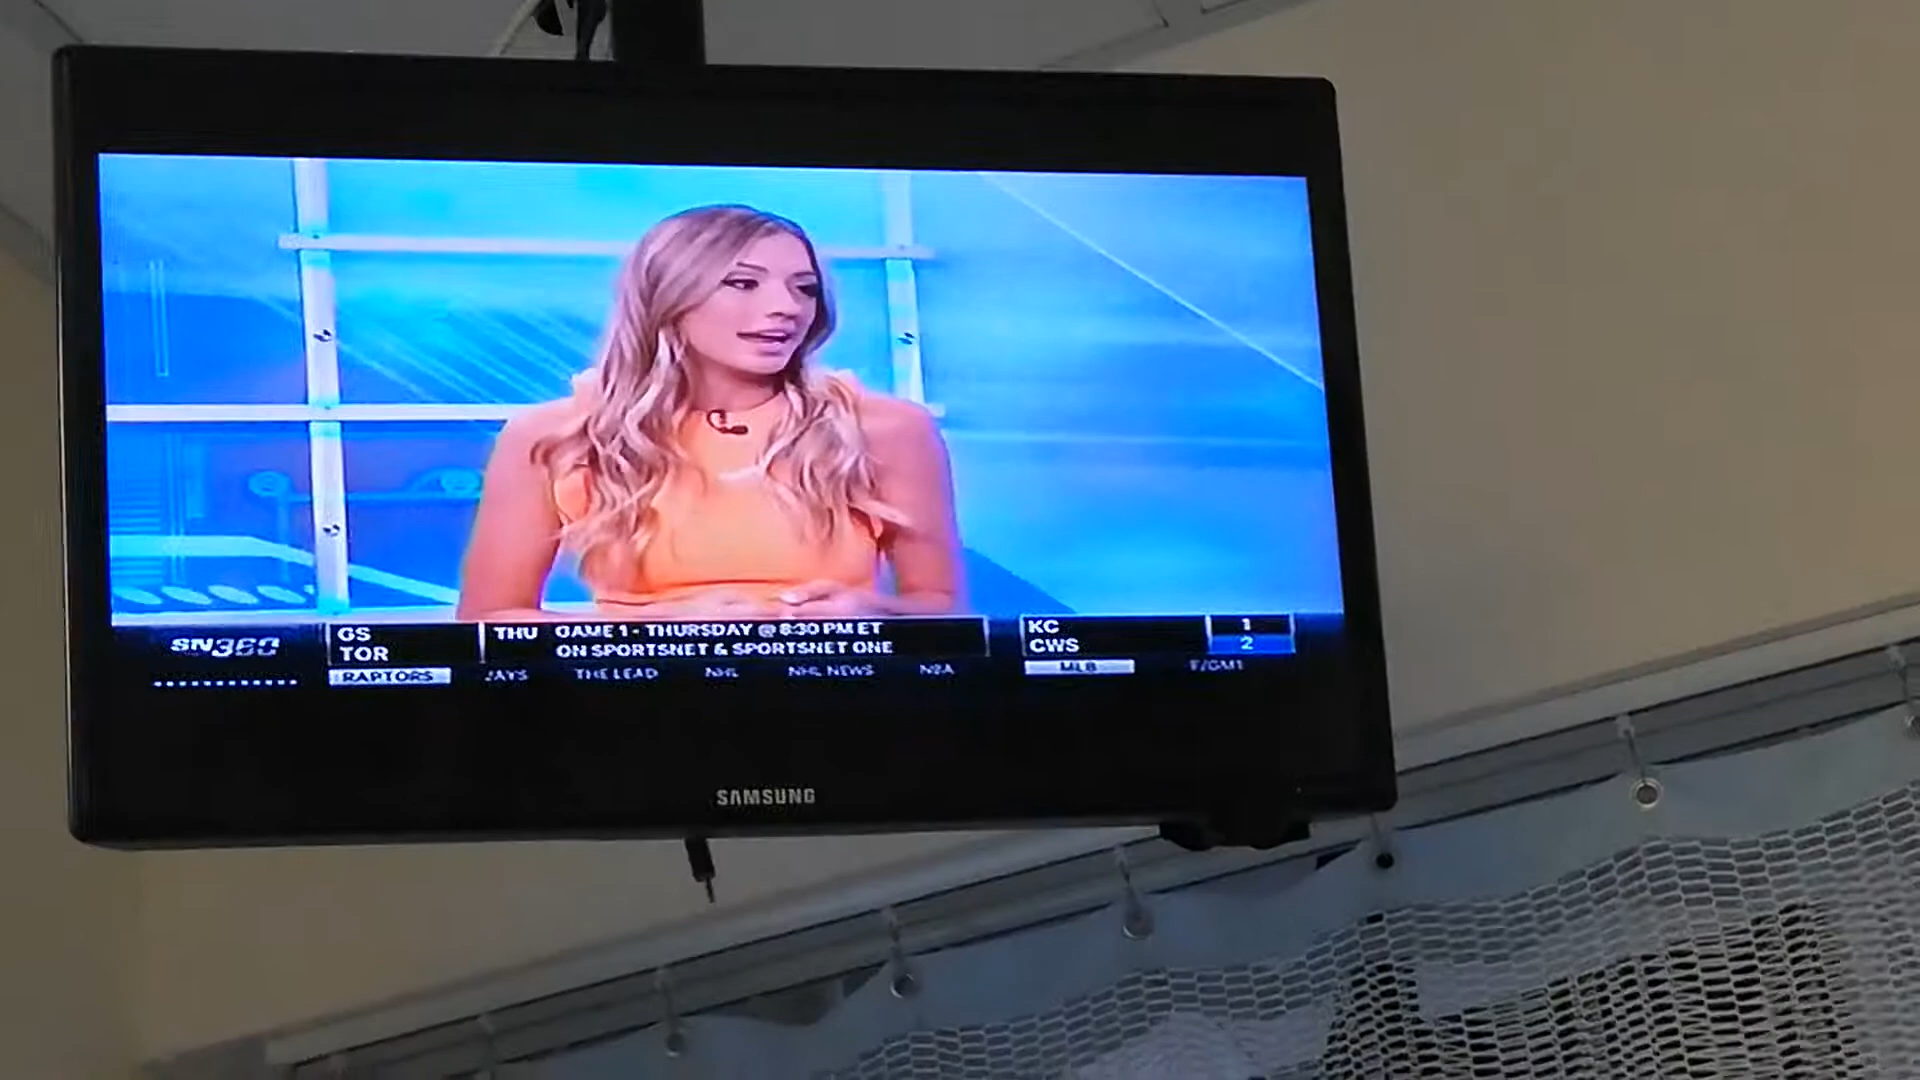 SN360
GS
TOR
THU GAME 1 - THURSDAY @ 8:30 PM ET
ON SPORTSNET & SPORTSNET ONE
KC 1
CWS 2
RAPTORS JAYS THE LEAD NHL NHL NEWS NBA MLB F/GM1
SAMSUNG